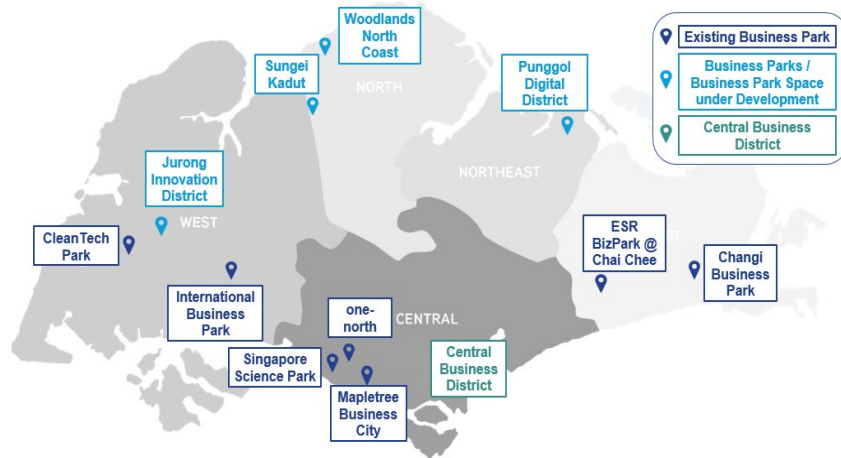 Woodlands
North
Coast
Sungei
Kadut
NORTH
Punggol
Digital
District
Existing Business Park
Business Parks /
Business Park Space
under Development
Central Business
District
Jurong
Innovation
District
NORTHEAST
WEST
CleanTech
Park
ESR
BizPark @
Chai Chee
Changi
Business
Park
International
Business
Park
one-
north
CENTRAL
Singapore
Science Park
Central
Business
District
Mapletree
Business
City